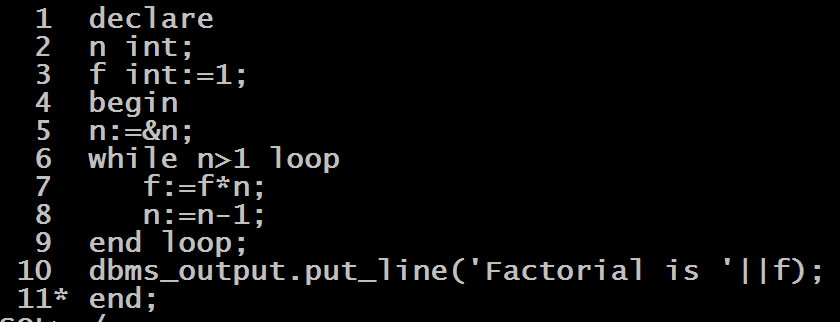 1  declare
2  n int;
3  f int:=1;
4  begin
5  n:=&n;
6  while n>1 loop
7     f:=f*n;
8     n:=n-1;
9  end loop;
10  dbms_output.put_line('Factorial is '||f);
11* end;